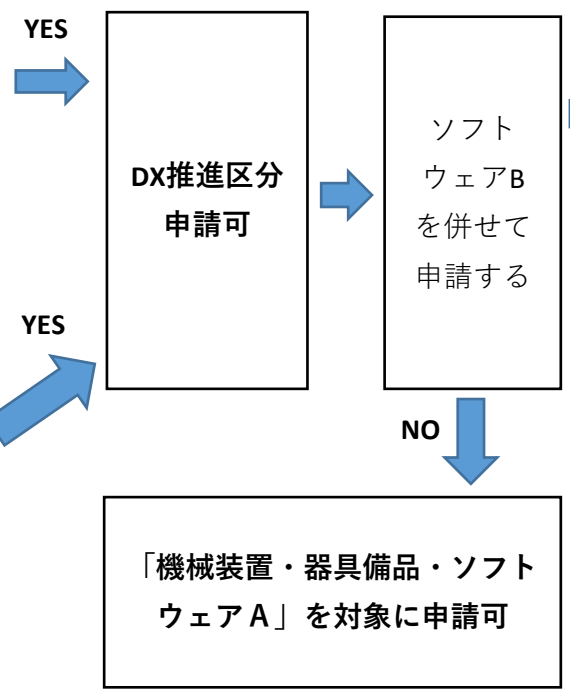 YES
DX推進区分
申請可
ソフト
ウェアB
を併せて
申請する
YES
NO
「機械装置・器具備品・ソフト
ウェアＡ」を対象に申請可